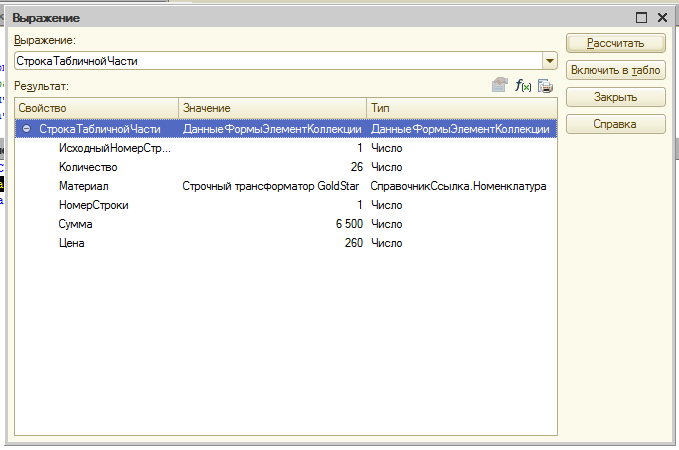 Выражение
Выражение:
СтрокаТабличнойЧасти
Рассчитать
Включить в табло
Закрыть
Справка
Результат:
Свойство Значение Тип
СтрокаТабличнойЧасти ДанныеФормыЭлементКоллекции ДанныеФормыЭлементКоллекции
ИсходныйНомерСтр... 1 Число
Количество 26 Число
Материал Строчный трансформатор GoldStar СправочникСсылка.Номенклатура
НомерСтроки 1 Число
Сумма 6 500 Число
Цена 260 Число